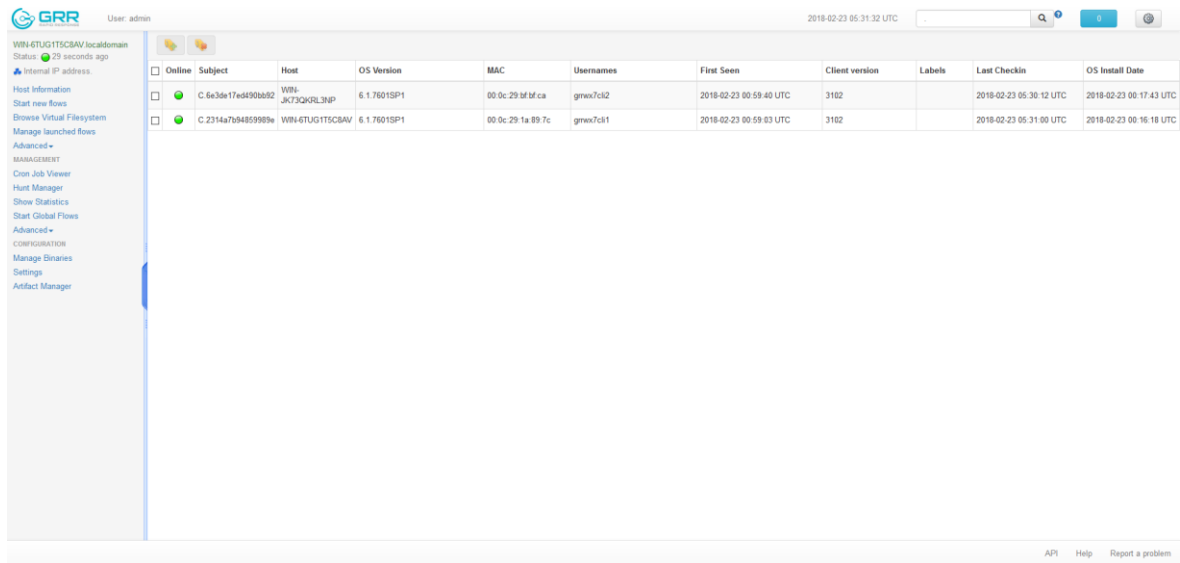 GRR
User: admin
2018-02-23 05:31:32 UTC
.
0
WIN-6TUG1T5C8AV.localdomain
Status: 29 seconds ago
Internal IP address.
Host Information
Start new flows
Browse Virtual Filesystem
Manage launched flows
Advanced
MANAGEMENT
Cron Job Viewer
Hunt Manager
Show Statistics
Start Global Flows
Advanced
CONFIGURATION
Manage Binaries
Settings
Artifact Manager
Online Subject Host OS Version MAC Usernames First Seen Client version Labels Last Checkin OS Install Date
C.6e3de17ed490bb92 WIN-JK73QKRL3NP 6.1.7601SP1 00:0c:29:bf:bf:ca grrwx7cli2 2018-02-23 00:59:40 UTC 3102 2018-02-23 05:30:12 UTC 2018-02-23 00:17:43 UTC
C.2314a7b94859989e WIN-6TUG1T5C8AV 6.1.7601SP1 00:0c:29:1a:89:7c grrwx7cli1 2018-02-23 00:59:03 UTC 3102 2018-02-23 05:31:00 UTC 2018-02-23 00:16:18 UTC
API Help Report a problem